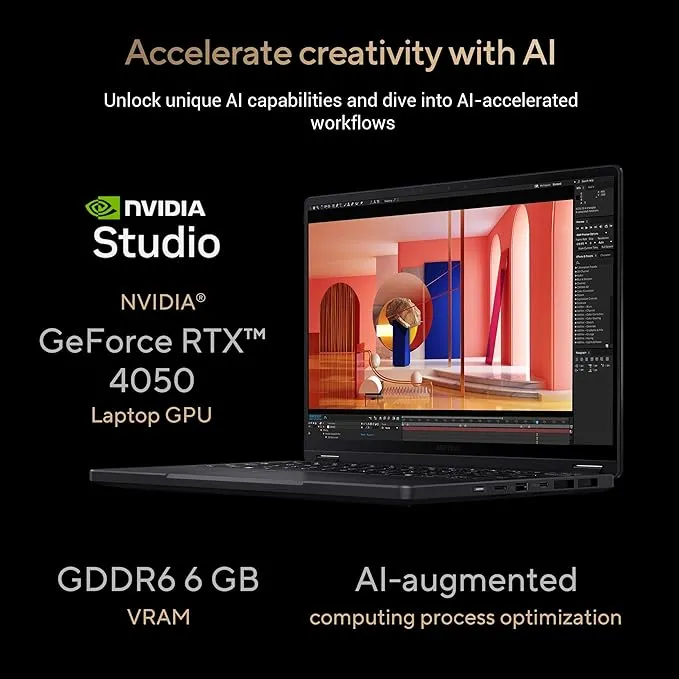 Accelerate creativity with AI
Unlock unique AI capabilities and dive into AI-accelerated
workflows
NVIDIA
Studio
NVIDIA®
GeForce RTX™
4050
Laptop GPU
GDDR6 6 GB
VRAM
AI-augmented
computing process optimization